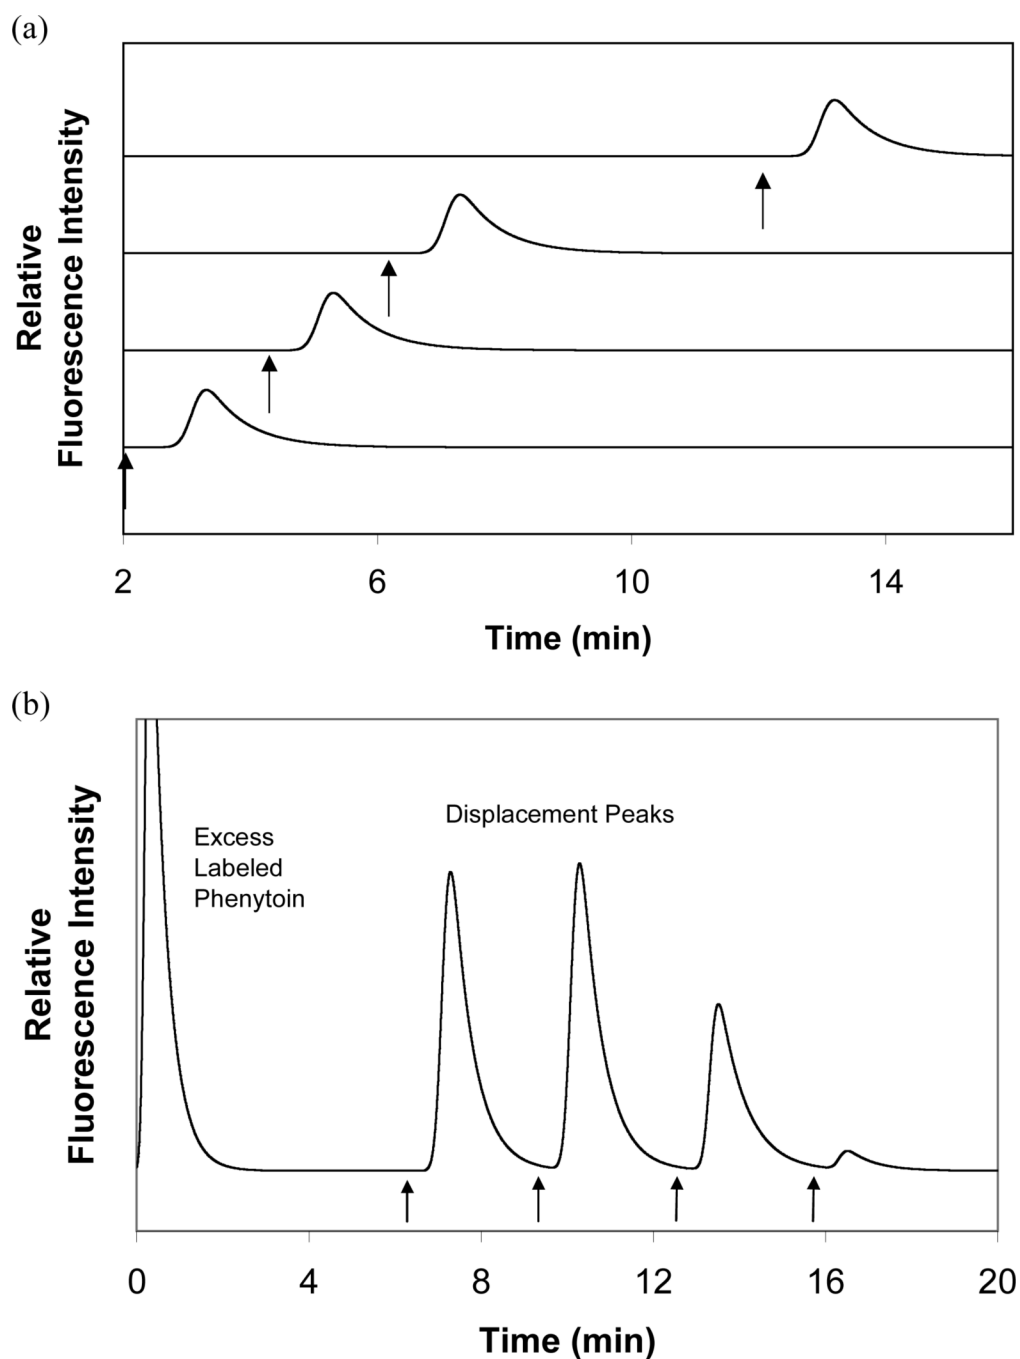 (a)
Relative
Fluorescence Intensity
2 6 10 14
Time (min)
(b)
Relative
Fluorescence Intensity
Excess
Labeled
Phenytoin
Displacement Peaks
0 4 8 12 16 20
Time (min)